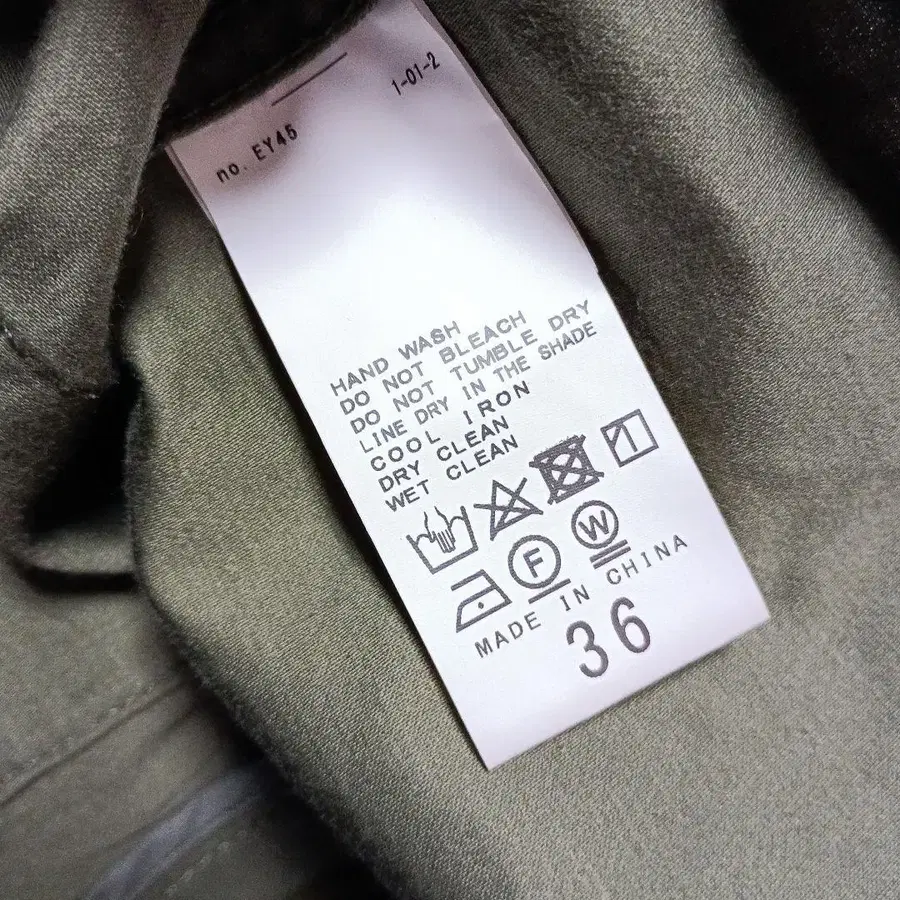 no. EY45
1-01-2
HAND WASH
DO NOT BLEACH
DO NOT TUMBLE DRY
LINE DRY IN THE SHADE
COOL IRON
DRY CLEAN
WET CLEAN
F
W
MADE IN CHINA
36